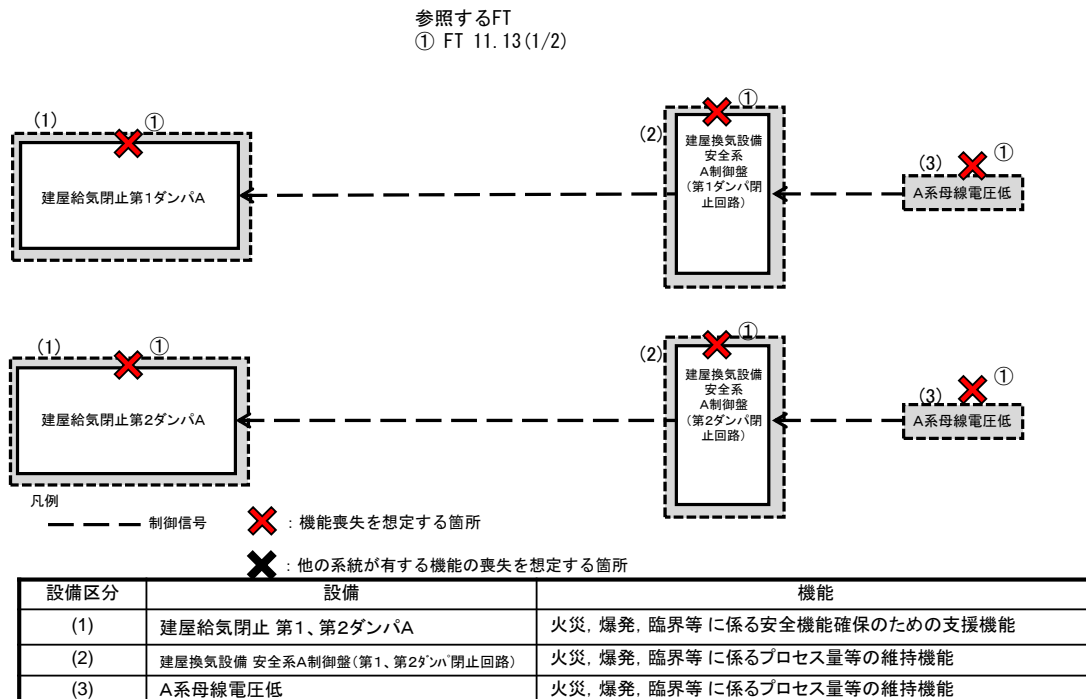 参照するFT
① FT 11.13(1/2)
(1)
①
建屋給気閉止第1ダンパA
(2)
①
建屋換気設備
安全系
A制御盤
(第1ダンパ閉
止回路)
(3)
①
A系母線電圧低
(1)
①
建屋給気閉止第2ダンパA
(2)
①
建屋換気設備
安全系
A制御盤
(第2ダンパ閉
止回路)
(3)
①
A系母線電圧低
凡例
制御信号
：機能喪失を想定する箇所
：他の系統が有する機能の喪失を想定する箇所
設備区分 設備 機能
(1) 建屋給気閉止 第1、第2ダンパA 火災, 爆発, 臨界等 に係る安全機能確保のための支援機能
(2) 建屋換気設備 安全系A制御盤(第1、第2ﾀﾞﾝﾊﾟ閉止回路) 火災, 爆発, 臨界等 に係るプロセス量等の維持機能
(3) A系母線電圧低 火災, 爆発, 臨界等 に係るプロセス量等の維持機能